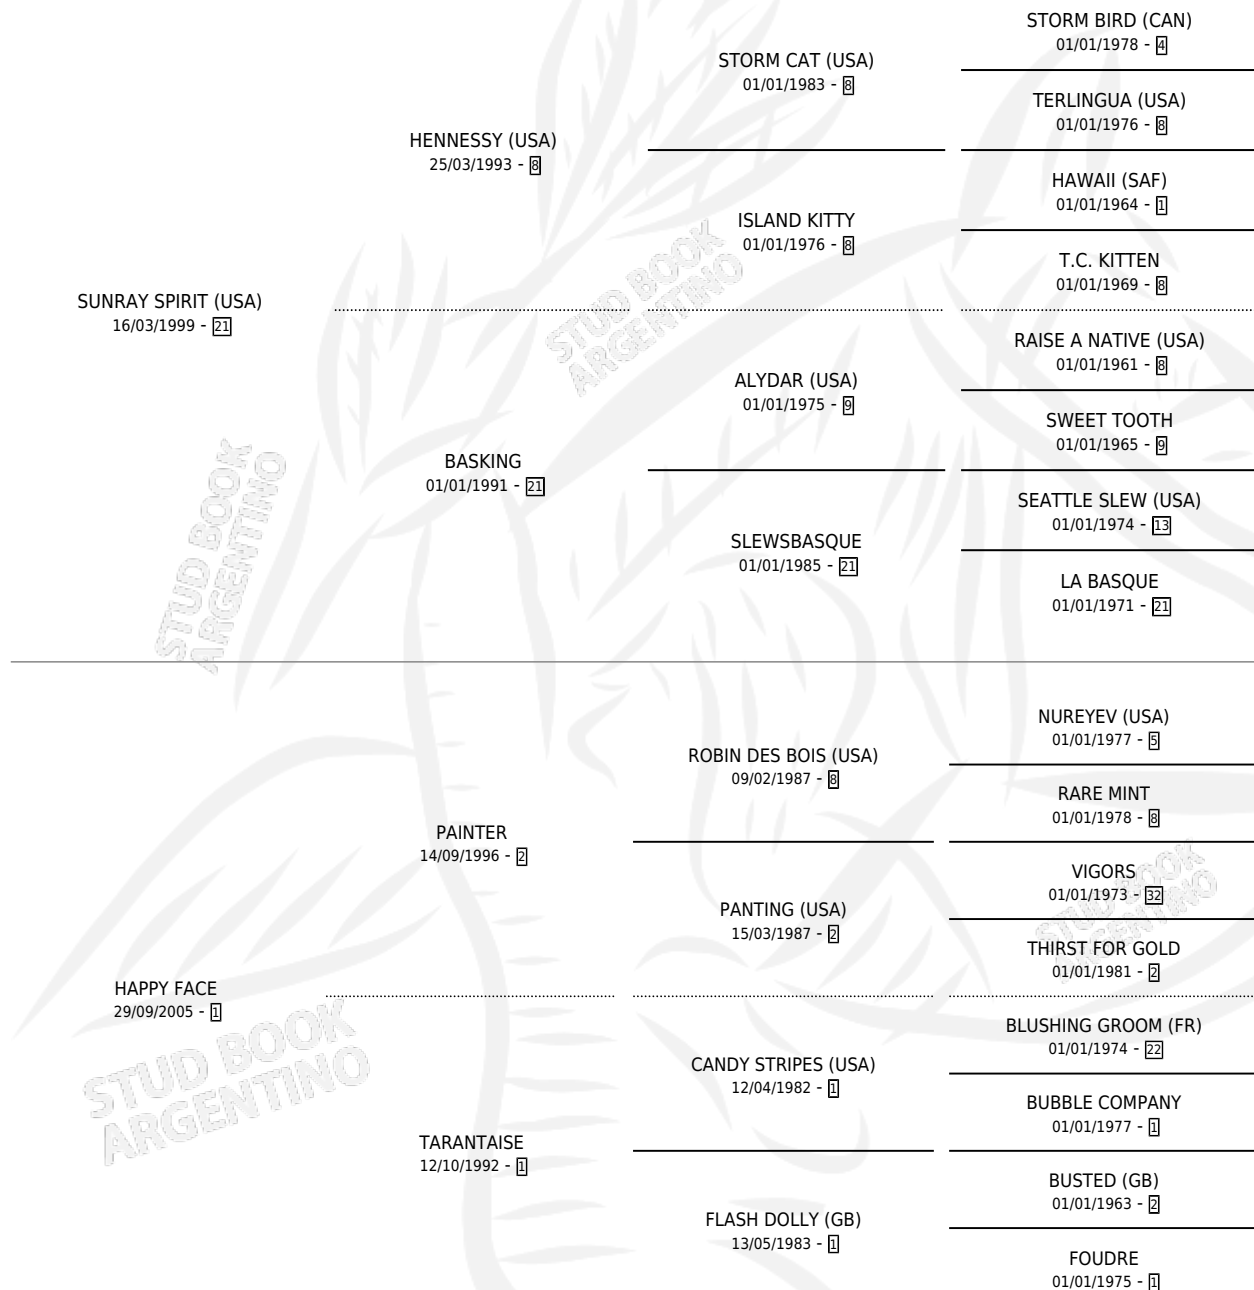 STORM BIRD (CAN)
01/01/1978 - 4
STORM CAT (USA)
01/01/1983 - 8
TERLINGUA (USA)
01/01/1976 - 8
HENNESSY (USA)
25/03/1993 - 8
HAWAII (SAF)
01/01/1964 - 1
ISLAND KITTY
01/01/1976 - 8
T.C. KITTEN
01/01/1969 - 8
SUNRAY SPIRIT (USA)
16/03/1999 - 21
STUD BOOK
ARGENTINO
RAISE A NATIVE (USA)
01/01/1961 - 8
ALYDAR (USA)
01/01/1975 - 9
SWEET TOOTH
01/01/1965 - 9
BASKING
01/01/1991 - 21
SEATTLE SLEW (USA)
01/01/1974 - 13
SLEWSBASQUE
01/01/1985 - 21
LA BASQUE
01/01/1971 - 21
STUD BOOK
ARGENTINO
NUREYEV (USA)
01/01/1977 - 5
ROBIN DES BOIS (USA)
09/02/1987 - 8
RARE MINT
01/01/1978 - 8
PAINTER
14/09/1996 - 2
VIGORS
01/01/1973 - 32
PANTING (USA)
15/03/1987 - 2
STUD BOOK
ARGENTINO
THIRST FOR GOLD
01/01/1981 - 2
HAPPY FACE
29/09/2005 - 1
BLUSHING GROOM (FR)
01/01/1974 - 22
CANDY STRIPES (USA)
12/04/1982 - 1
BUBBLE COMPANY
01/01/1977 - 1
STUD BOOK
ARGENTINO
TARANTAISE
12/10/1992 - 1
BUSTED (GB)
01/01/1963 - 2
FLASH DOLLY (GB)
13/05/1983 - 1
FOUDRE
01/01/1975 - 1